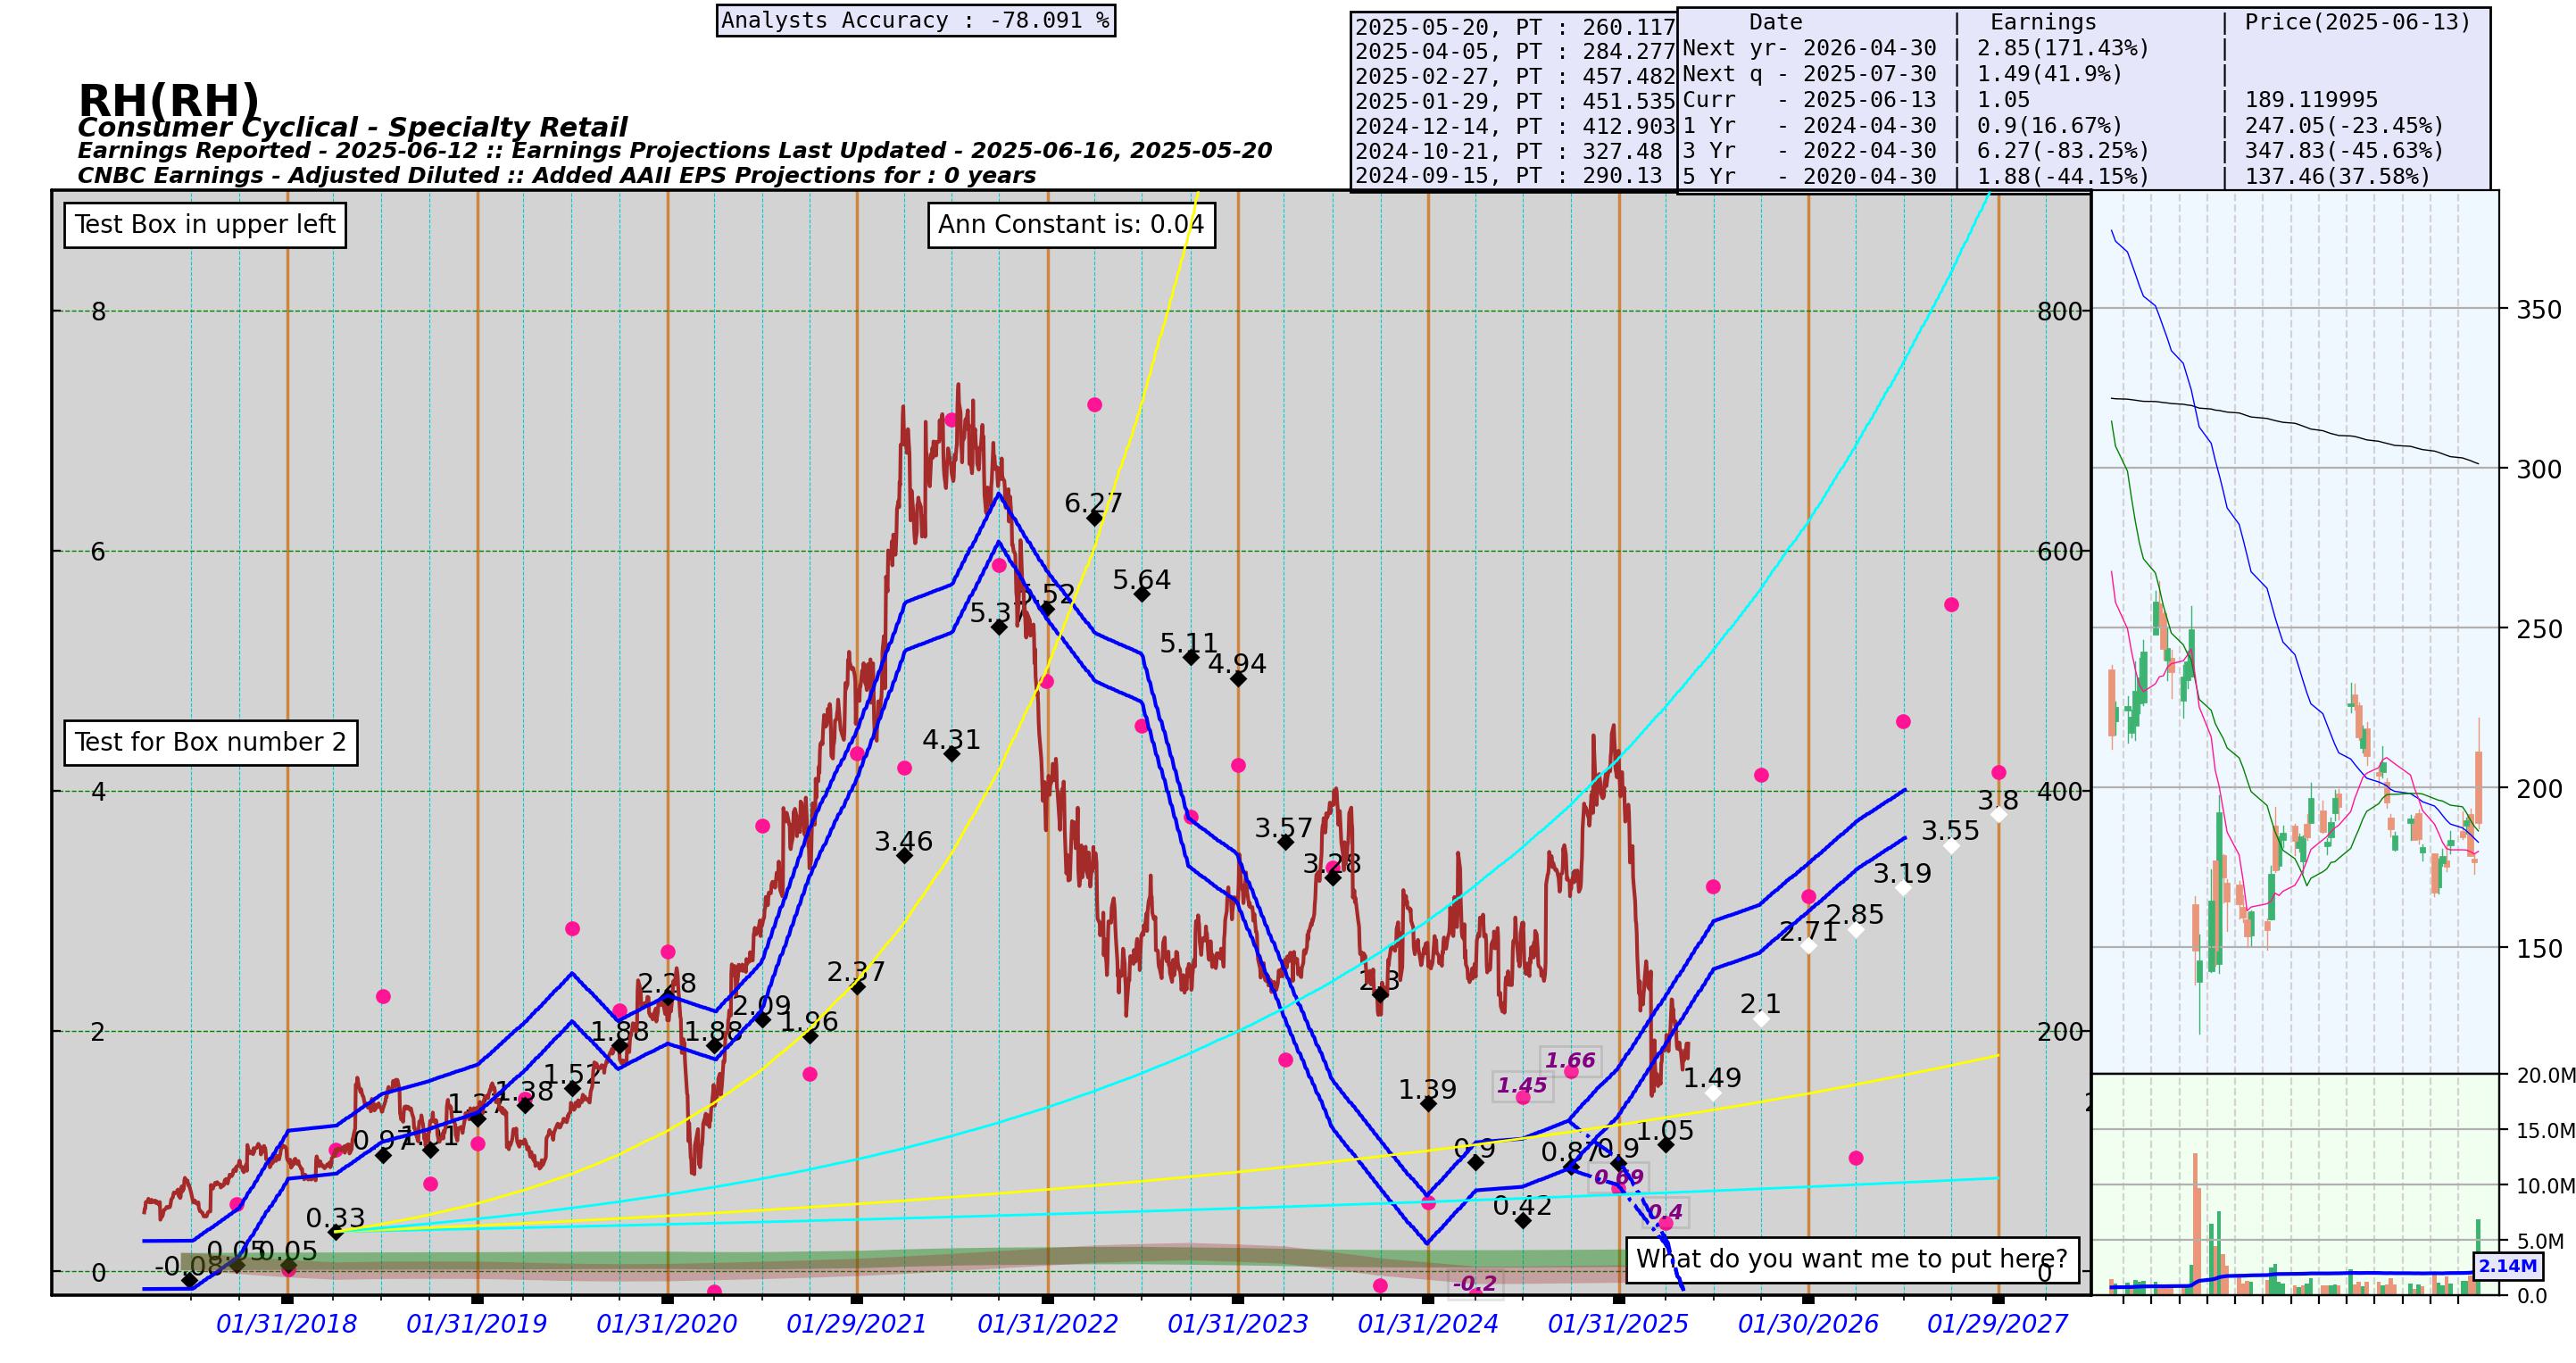 Analysts Accuracy : -78.091 %
2025-05-20, PT : 260.117
2025-04-05, PT : 284.277
2025-02-27, PT : 457.482
2025-01-29, PT : 451.535
2024-12-14, PT : 412.903
2024-10-21, PT : 327.48
2024-09-15, PT : 290.13
Date | Earnings | Price(2025-06-13)
Next yr- 2026-04-30 | 2.85(171.43%) |
Next q - 2025-07-30 | 1.49(41.9%) |
Curr - 2025-06-13 | 1.05 | 189.119995
1 Yr - 2024-04-30 | 0.9(16.67%) | 247.05(-23.45%)
3 Yr - 2022-04-30 | 6.27(-83.25%) | 347.83(-45.63%)
5 Yr - 2020-04-30 | 1.88(-44.15%) | 137.46(37.58%)
RH(RH)
Consumer Cyclical - Specialty Retail
Earnings Reported - 2025-06-12 :: Earnings Projections Last Updated - 2025-06-16, 2025-05-20
CNBC Earnings - Adjusted Diluted :: Added AAII EPS Projections for : 0 years
Test Box in upper left
Ann Constant is: 0.04
Test for Box number 2
What do you want me to put here?
8
6
4
2
0
800
600
400
200
0
-0.08
0.05
0.05
0.33
0.97
1.27
1.38
1.52
1.88
2.28
1.88
2.09
1.96
2.37
3.46
4.31
5.37
5.52
6.27
5.64
5.11
4.94
3.57
3.28
2.3
1.39
0.9
0.42
0.87
0.9
1.05
1.49
2.1
2.71
2.85
3.19
3.55
3.8
-0.2
1.45
1.66
0.69
0.4
350
300
250
200
150
20.0M
15.0M
10.0M
5.0M
2.14M
0.0
01/31/2018
01/31/2019
01/31/2020
01/29/2021
01/31/2022
01/31/2023
01/31/2024
01/31/2025
01/30/2026
01/29/2027